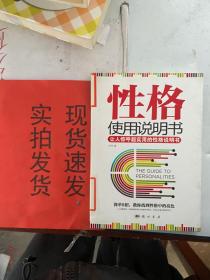 现货速发
实拍发货
性格
使用说明书
让人惊呼超实用的性格说明书
THE GUIDE TO
PERSONALITIES